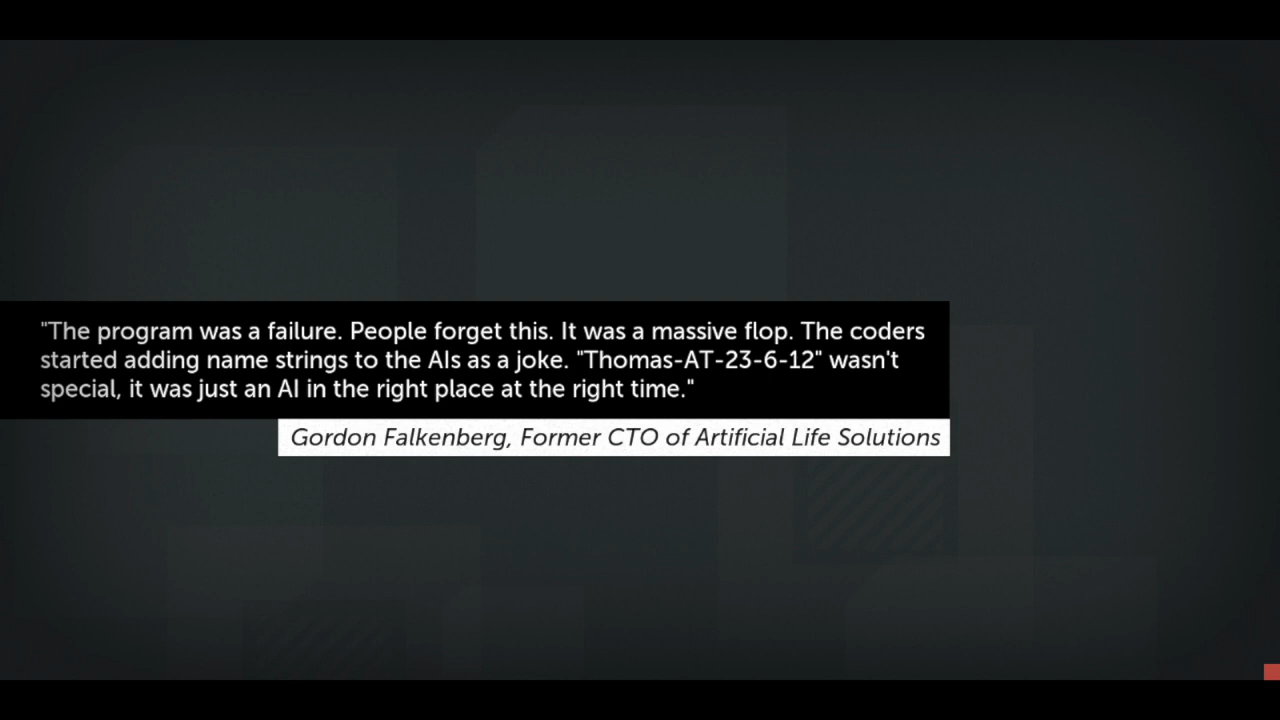 "The program was a failure. People forget this. It was a massive flop. The coders
started adding name strings to the AIs as a joke. "Thomas-AT-23-6-12" wasn't
special, it was just an AI in the right place at the right time."
Gordon Falkenberg, Former CTO of Artificial Life Solutions